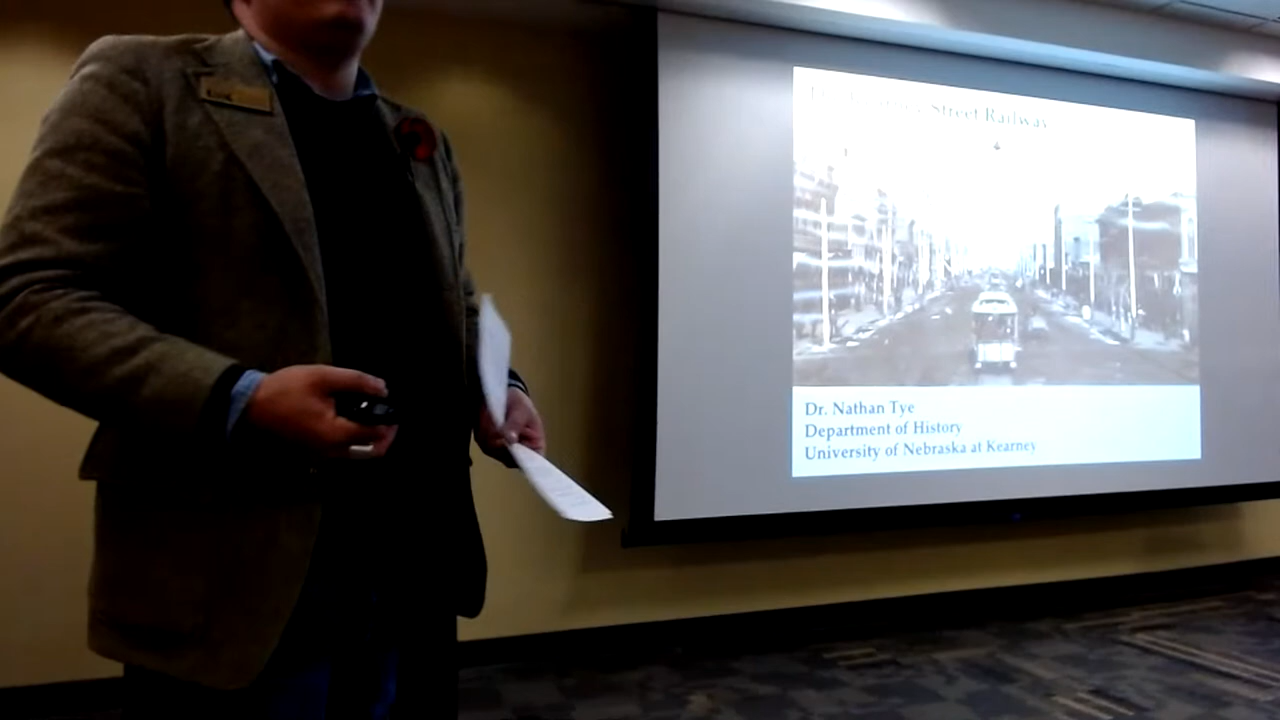 Street Railway
Dr. Nathan Tye
Department of History
University of Nebraska at Kearney